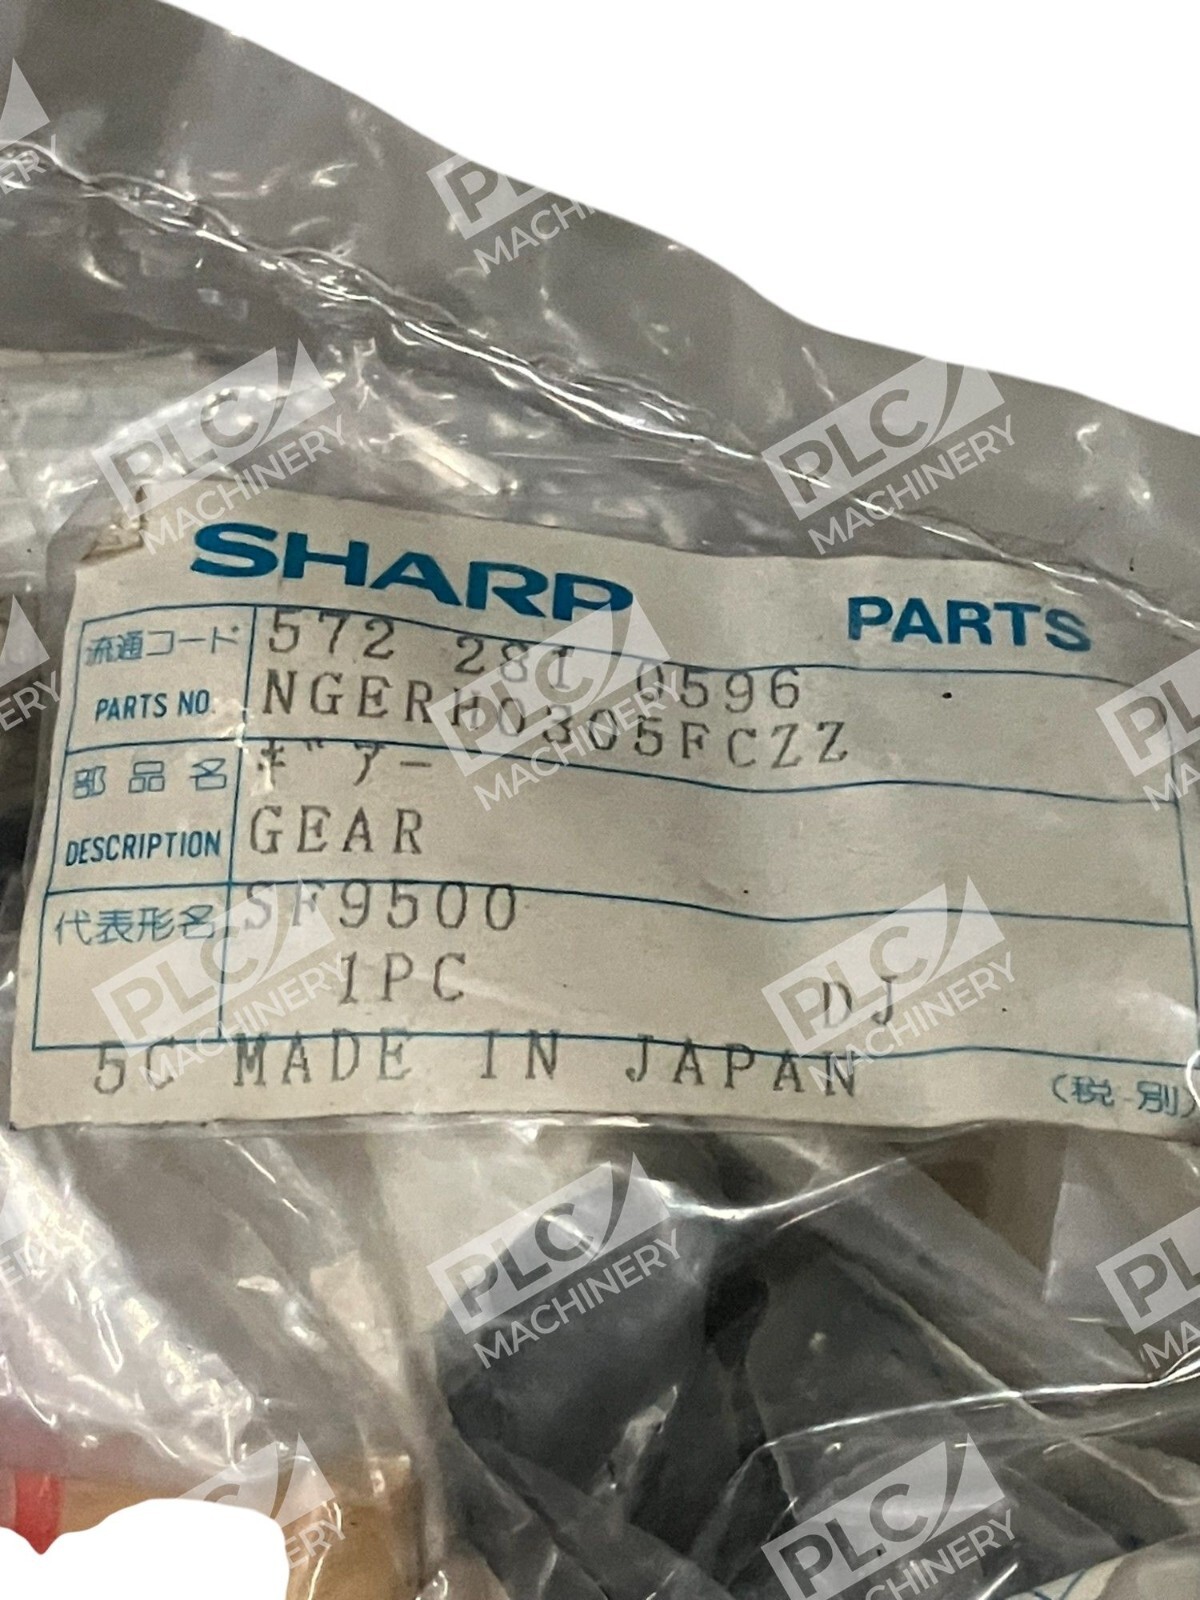 SHARP PARTS
流通コード 572 281 0596
PARTS NO. NGERH0305FCZZ
部品名 ギアー
DESCRIPTION GEAR
代表形名 SF9500
1PC DJ
5C MADE IN JAPAN (税別)
PLC MACHINERY